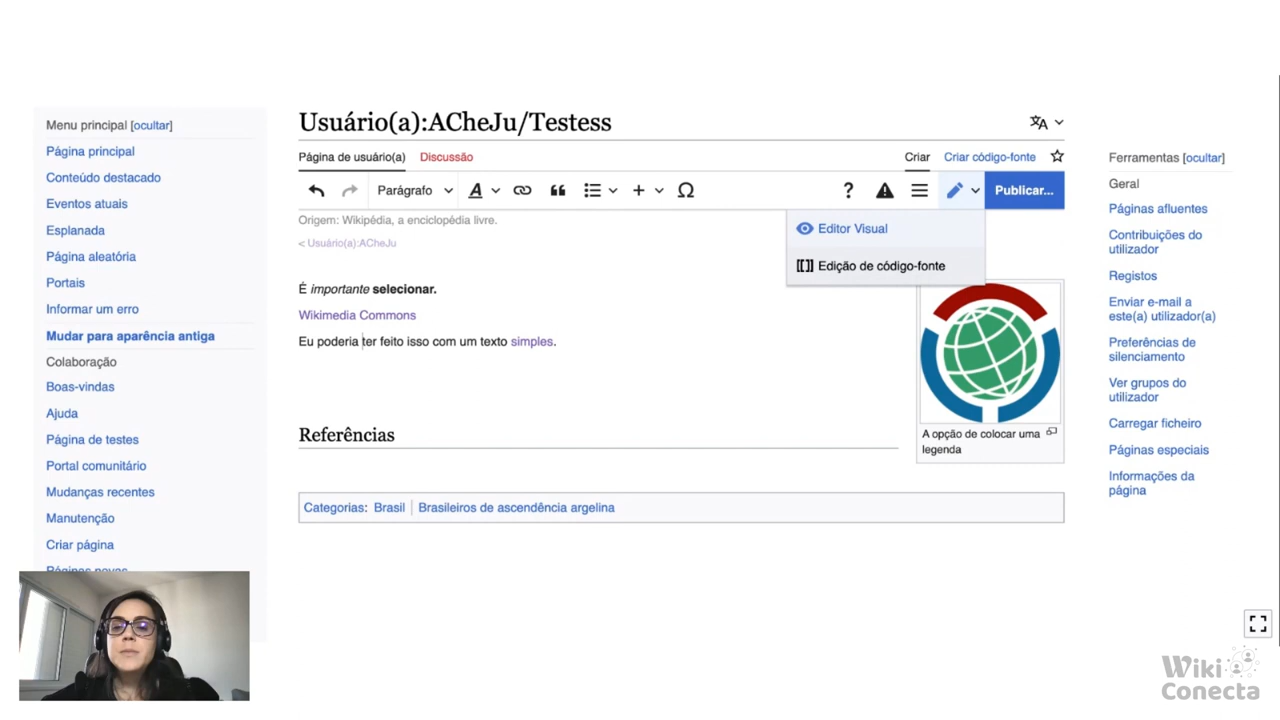 Menu principal [ocultar]
Página principal
Conteúdo destacado
Eventos atuais
Esplanada
Página aleatória
Portais
Informar um erro
Mudar para aparência antiga
Colaboração
Boas-vindas
Ajuda
Página de testes
Portal comunitário
Mudanças recentes
Manutenção
Criar página
Páginas novas
Usuário(a):ACheJu/Testess
Página de usuário(a) Discussão
Criar Criar código-fonte
Parágrafo
A
Ω
?
Publicar...
Origem: Wikipédia, a enciclopédia livre.
< Usuário(a):ACheJu
Editor Visual
[[]] Edição de código-fonte
É importante selecionar.
Wikimedia Commons
Eu poderia ter feito isso com um texto simples.
A opção de colocar uma
legenda
Referências
Categorias: Brasil | Brasileiros de ascendência argelina
Ferramentas [ocultar]
Geral
Páginas afluentes
Contribuições do
utilizador
Registos
Enviar e-mail a
este(a) utilizador(a)
Preferências de
silenciamento
Ver grupos do
utilizador
Carregar ficheiro
Páginas especiais
Informações da
página
Wiki
Conecta